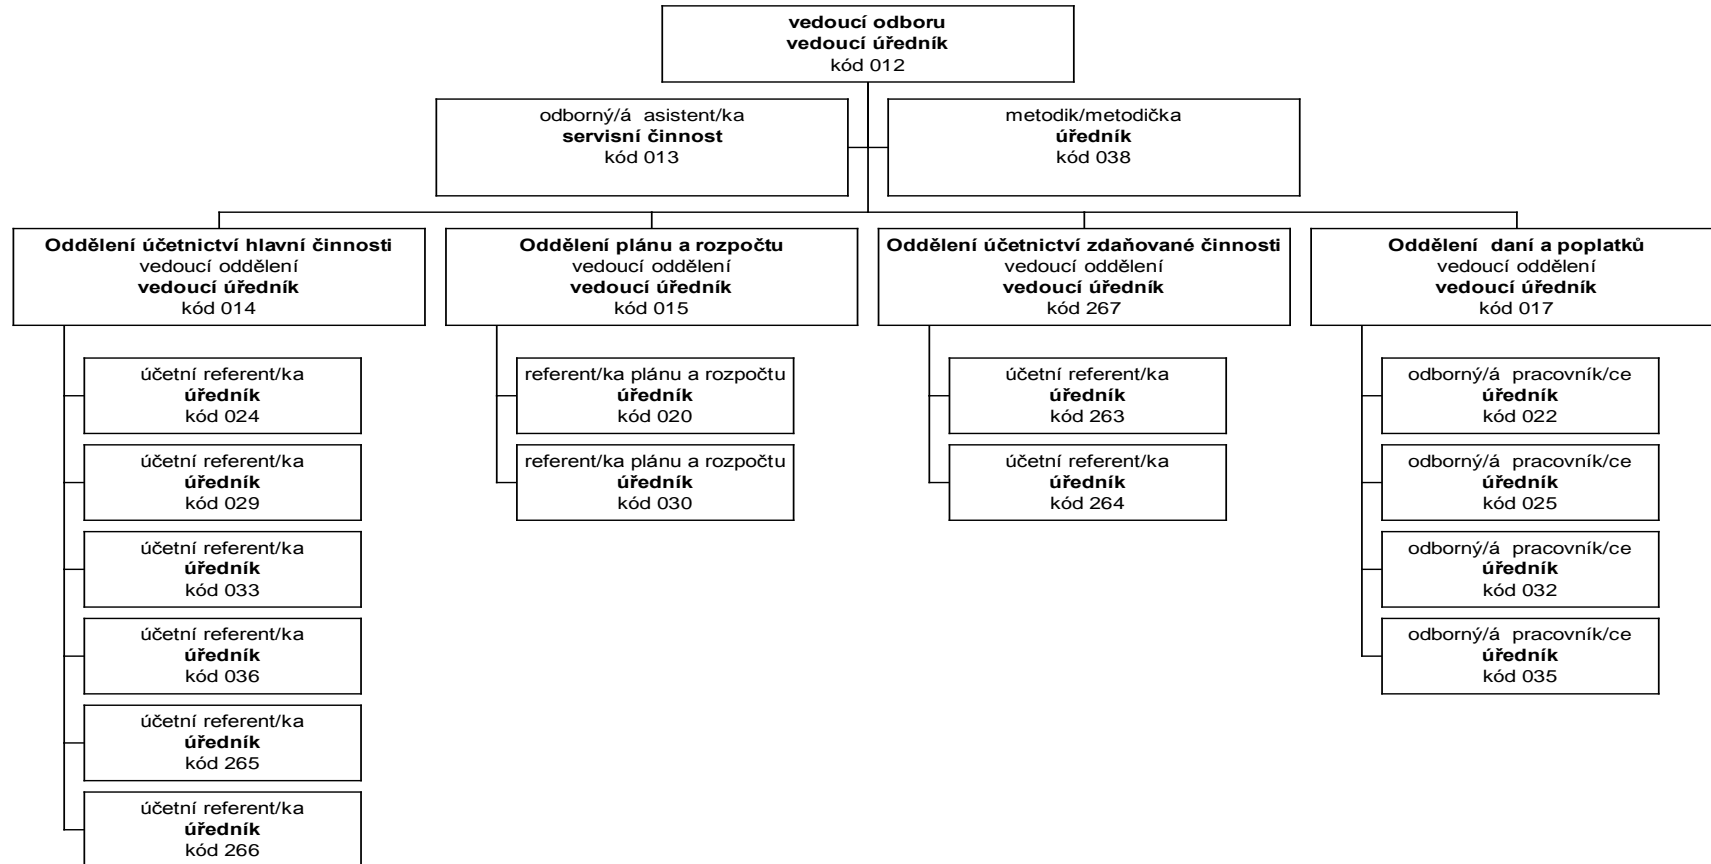 vedoucí odboru
vedoucí úředník
kód 012
odborný/á asistent/ka
servisní činnost
kód 013
metodik/metodička
úředník
kód 038
Oddělení účetnictví hlavní činnosti
vedoucí oddělení
vedoucí úředník
kód 014
účetní referent/ka
úředník
kód 024
účetní referent/ka
úředník
kód 029
účetní referent/ka
úředník
kód 033
účetní referent/ka
úředník
kód 036
účetní referent/ka
úředník
kód 265
účetní referent/ka
úředník
kód 266
Oddělení plánu a rozpočtu
vedoucí oddělení
vedoucí úředník
kód 015
referent/ka plánu a rozpočtu
úředník
kód 020
referent/ka plánu a rozpočtu
úředník
kód 030
Oddělení účetnictví zdaňované činnosti
vedoucí oddělení
vedoucí úředník
kód 267
účetní referent/ka
úředník
kód 263
účetní referent/ka
úředník
kód 264
Oddělení daní a poplatků
vedoucí oddělení
vedoucí úředník
kód 017
odborný/á pracovník/ce
úředník
kód 022
odborný/á pracovník/ce
úředník
kód 025
odborný/á pracovník/ce
úředník
kód 032
odborný/á pracovník/ce
úředník
kód 035